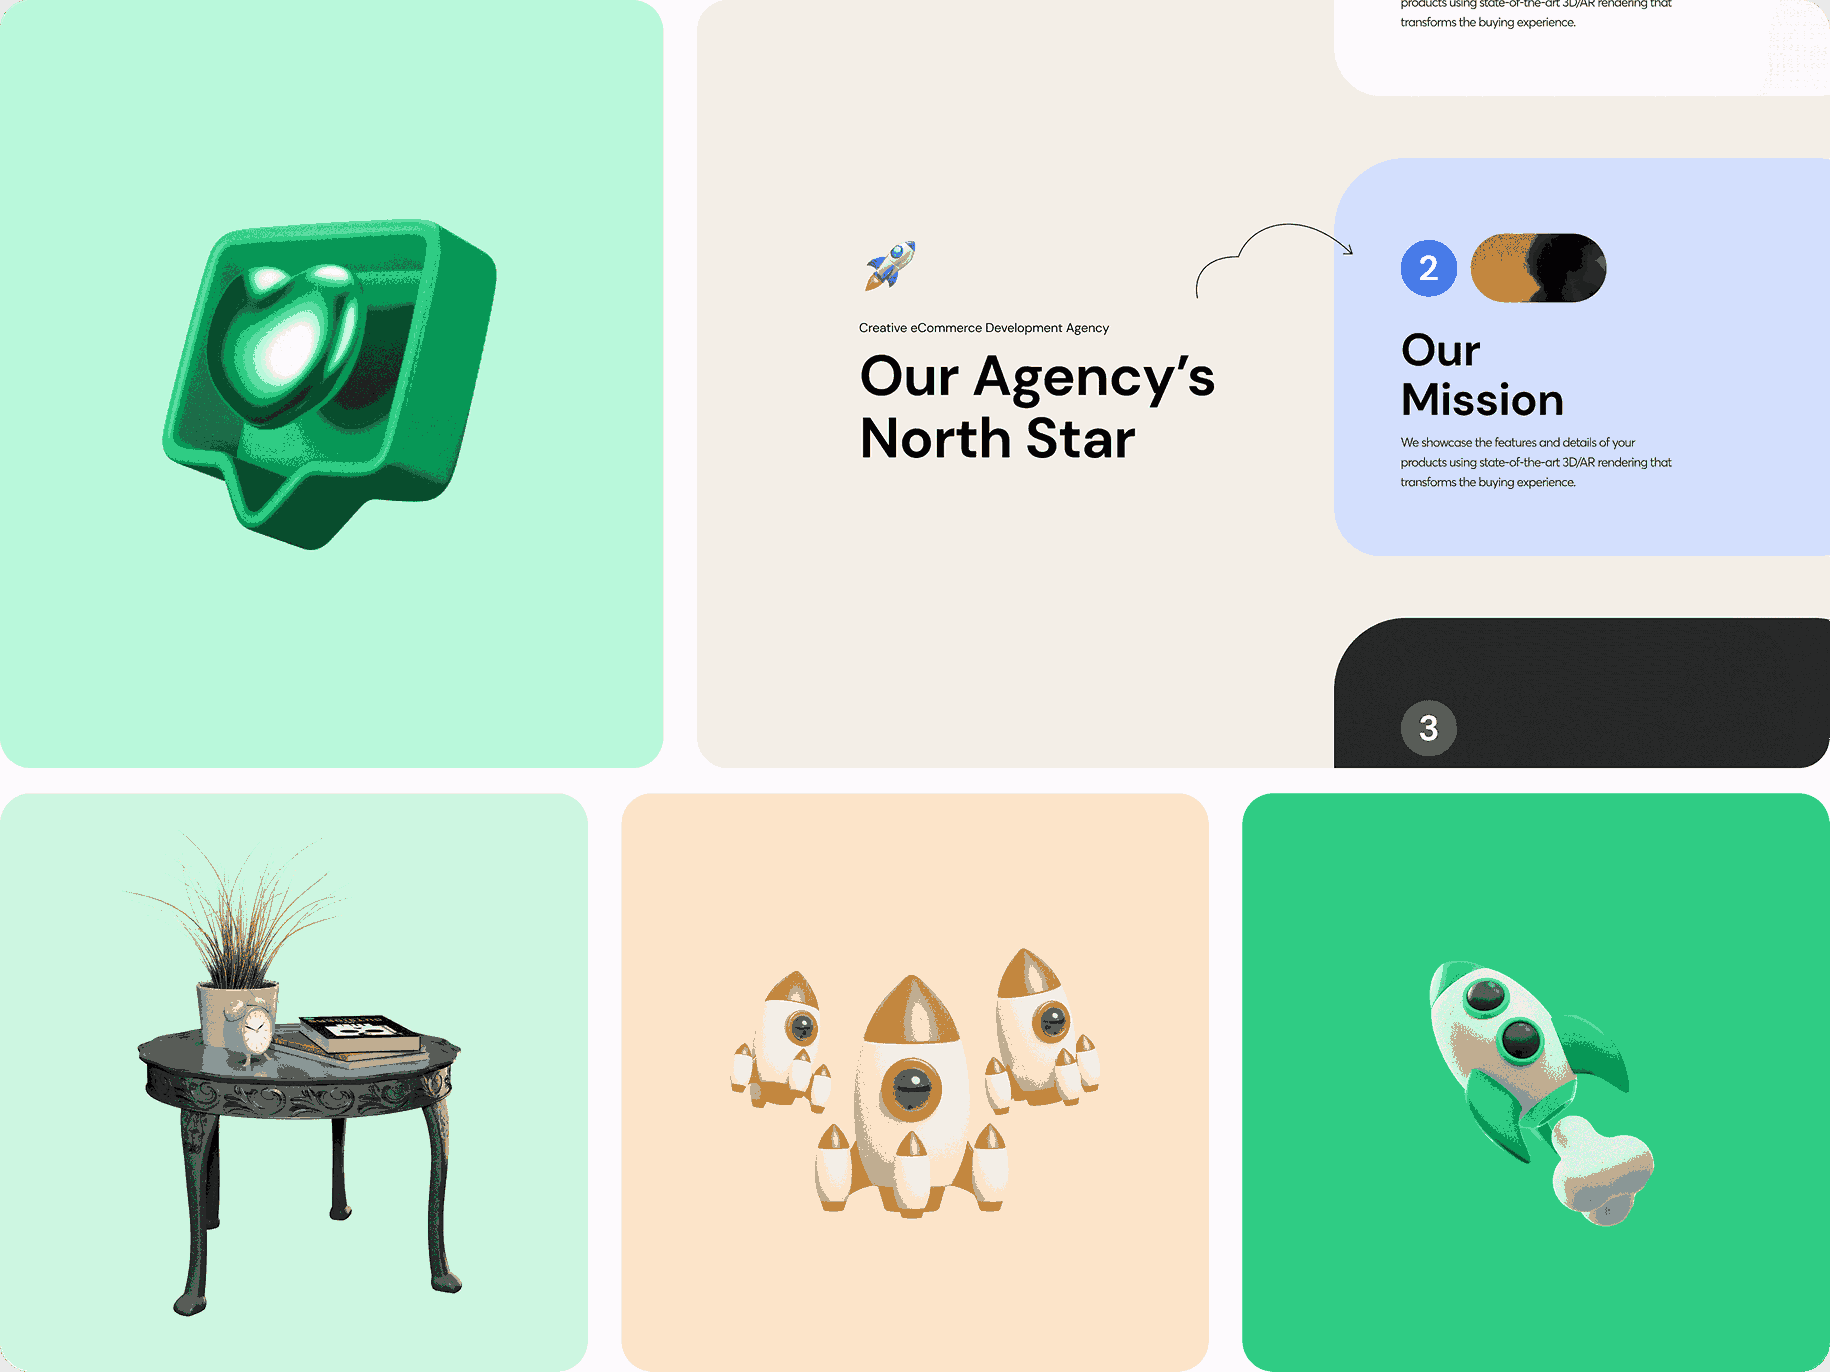 products using state-of-the-art 3D/AR rendering that
transforms the buying experience.
Creative eCommerce Development Agency
Our Agency’s
North Star
2
Our
Mission
We showcase the features and details of your
products using state-of-the-art 3D/AR rendering that
transforms the buying experience.
3